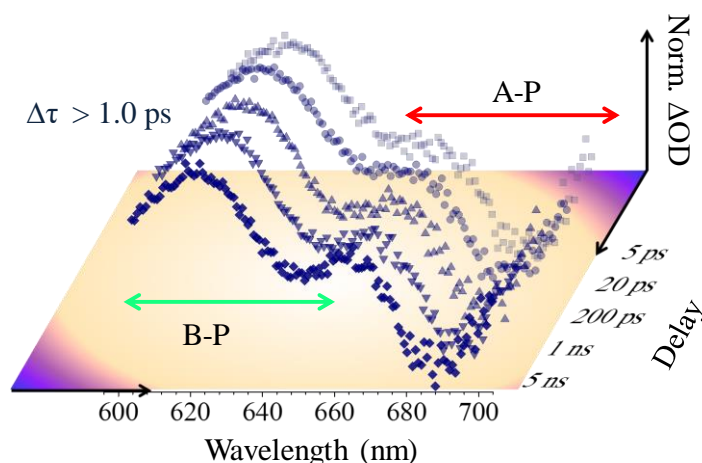 Norm. ΔOD
A-P
Δτ > 1.0 ps
5 ps
20 ps
200 ps
1 ns
5 ns
Delay
B-P
600 620 640 660 680 700
Wavelength (nm)